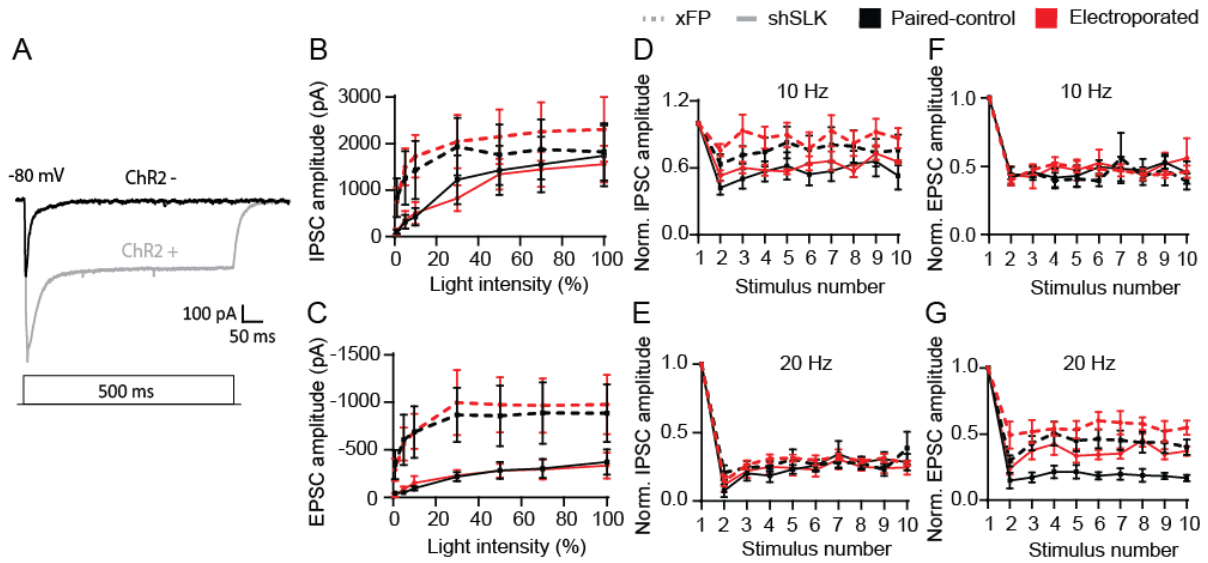 xFP shSLK Paired-control Electroporated
A
-80 mV
ChR2 -
ChR2 +
100 pA
50 ms
500 ms
B
IPSC amplitude (pA)
3000
2000
1000
0
0 20 40 60 80 100
Light intensity (%)
C
EPSC amplitude (pA)
-1500
-1000
-500
0
0 20 40 60 80 100
Light intensity (%)
D
10 Hz
Norm. IPSC amplitude
1.2
0.6
0.0
1 2 3 4 5 6 7 8 9 10
Stimulus number
E
20 Hz
Norm. IPSC amplitude
1.0
0.5
0.0
1 2 3 4 5 6 7 8 9 10
Stimulus number
F
10 Hz
Norm. EPSC amplitude
1.0
0.5
0.0
1 2 3 4 5 6 7 8 9 10
Stimulus number
G
20 Hz
Norm. EPSC amplitude
1.0
0.5
0.0
1 2 3 4 5 6 7 8 9 10
Stimulus number